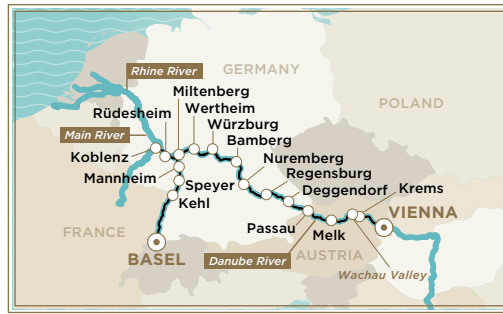 Rhine River
GERMANY
Miltenberg
POLAND
Rüdesheim
Wertheim
Würzburg
Main River
Bamberg
Koblenz
Nuremberg
Mannheim
Regensburg
Speyer
Deggendorf
Krems
Kehl
VIENNA
FRANCE
Passau
Melk
BASEL
Danube River
AUSTRIA
Wachau Valley